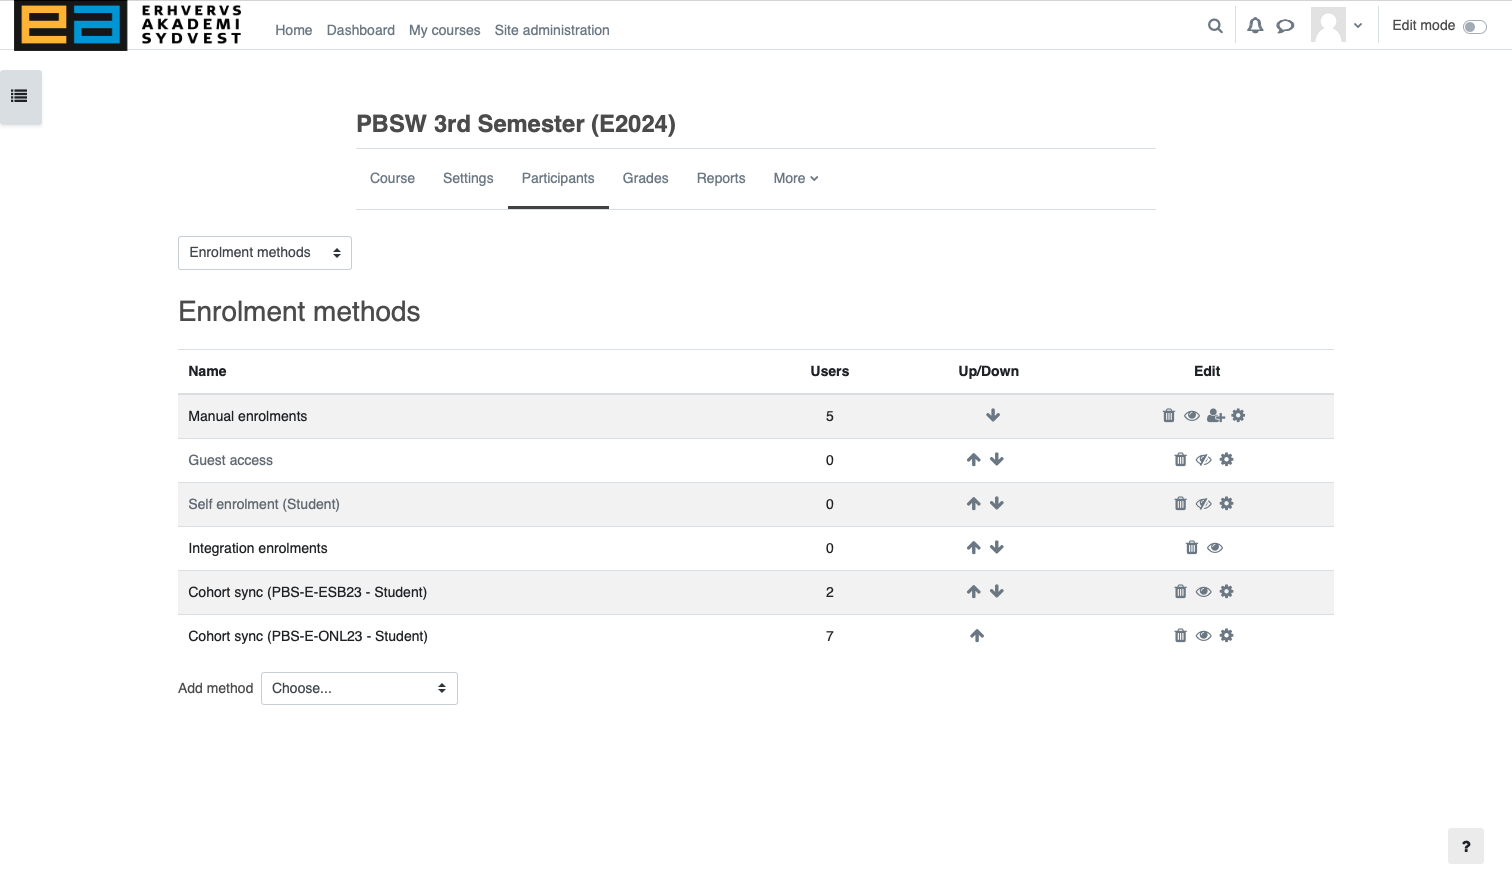 ERHVERVS
AKADEMI
SYDVEST
Home Dashboard My courses Site administration
Edit mode
PBSW 3rd Semester (E2024)
Course Settings Participants Grades Reports More
Enrolment methods
Enrolment methods
Name Users Up/Down Edit
Manual enrolments 5
Guest access 0
Self enrolment (Student) 0
Integration enrolments 0
Cohort sync (PBS-E-ESB23 - Student) 2
Cohort sync (PBS-E-ONL23 - Student) 7
Add method Choose...
?